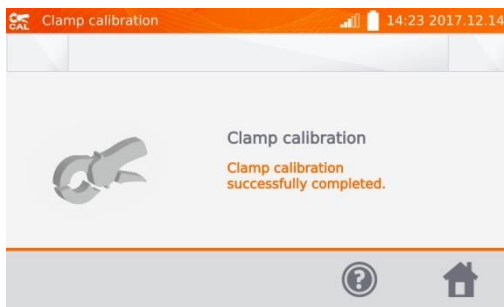 CAL Clamp calibration 14:23 2017.12.14
Clamp calibration
Clamp calibration
successfully completed.
?